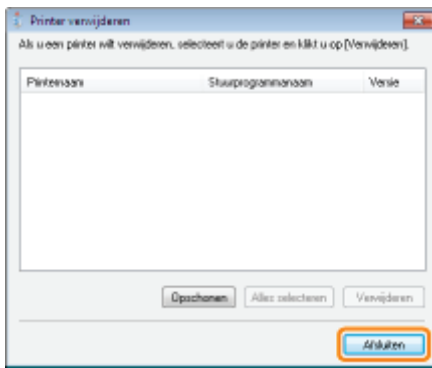 Printer verwijderen
Als u een printer wilt verwijderen, selecteert u de printer en klikt u op [Verwijderen].
Printernaam Stuurprogrammanaam Versie
Opschonen Alles selecteren Verwijderen
Afsluiten